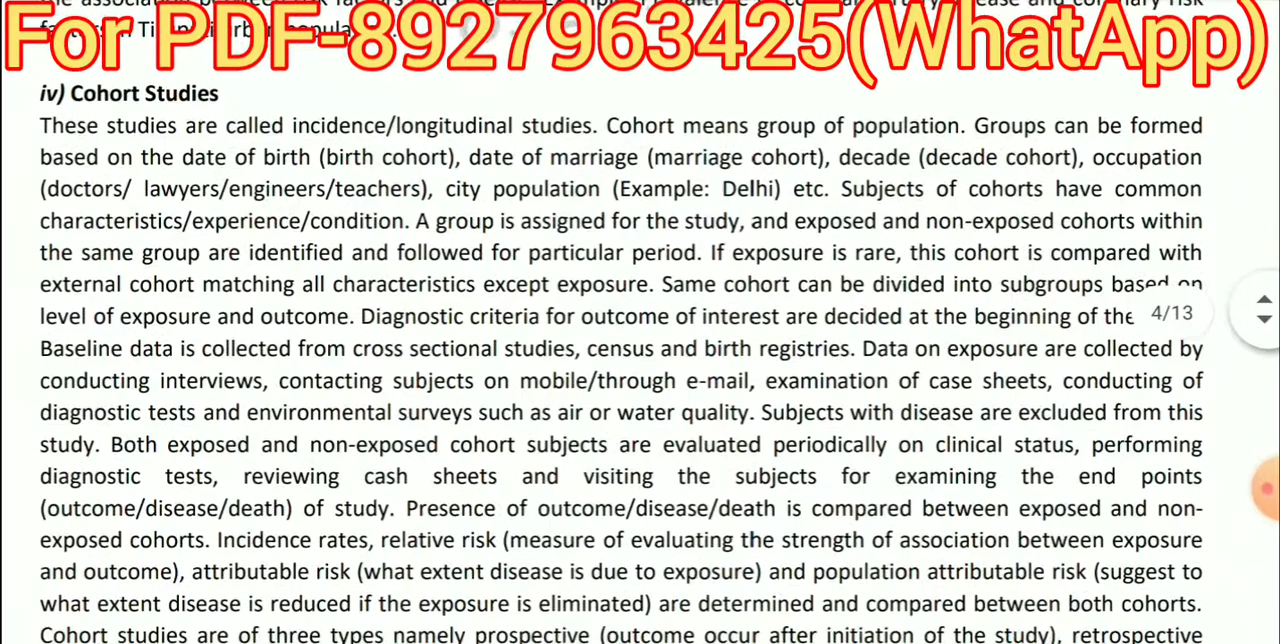 For PDF-8927963425(WhatApp)
iv) Cohort Studies
These studies are called incidence/longitudinal studies. Cohort means group of population. Groups can be formed
based on the date of birth (birth cohort), date of marriage (marriage cohort), decade (decade cohort), occupation
(doctors/ lawyers/engineers/teachers), city population (Example: Delhi) etc. Subjects of cohorts have common
characteristics/experience/condition. A group is assigned for the study, and exposed and non-exposed cohorts within
the same group are identified and followed for particular period. If exposure is rare, this cohort is compared with
external cohort matching all characteristics except exposure. Same cohort can be divided into subgroups based on
level of exposure and outcome. Diagnostic criteria for outcome of interest are decided at the beginning of the 4/13
Baseline data is collected from cross sectional studies, census and birth registries. Data on exposure are collected by
conducting interviews, contacting subjects on mobile/through e-mail, examination of case sheets, conducting of
diagnostic tests and environmental surveys such as air or water quality. Subjects with disease are excluded from this
study. Both exposed and non-exposed cohort subjects are evaluated periodically on clinical status, performing
diagnostic tests, reviewing cash sheets and visiting the subjects for examining the end points
(outcome/disease/death) of study. Presence of outcome/disease/death is compared between exposed and non-
exposed cohorts. Incidence rates, relative risk (measure of evaluating the strength of association between exposure
and outcome), attributable risk (what extent disease is due to exposure) and population attributable risk (suggest to
what extent disease is reduced if the exposure is eliminated) are determined and compared between both cohorts.
Cohort studies are of three types namely prospective (outcome occur after initiation of the study), retrospective